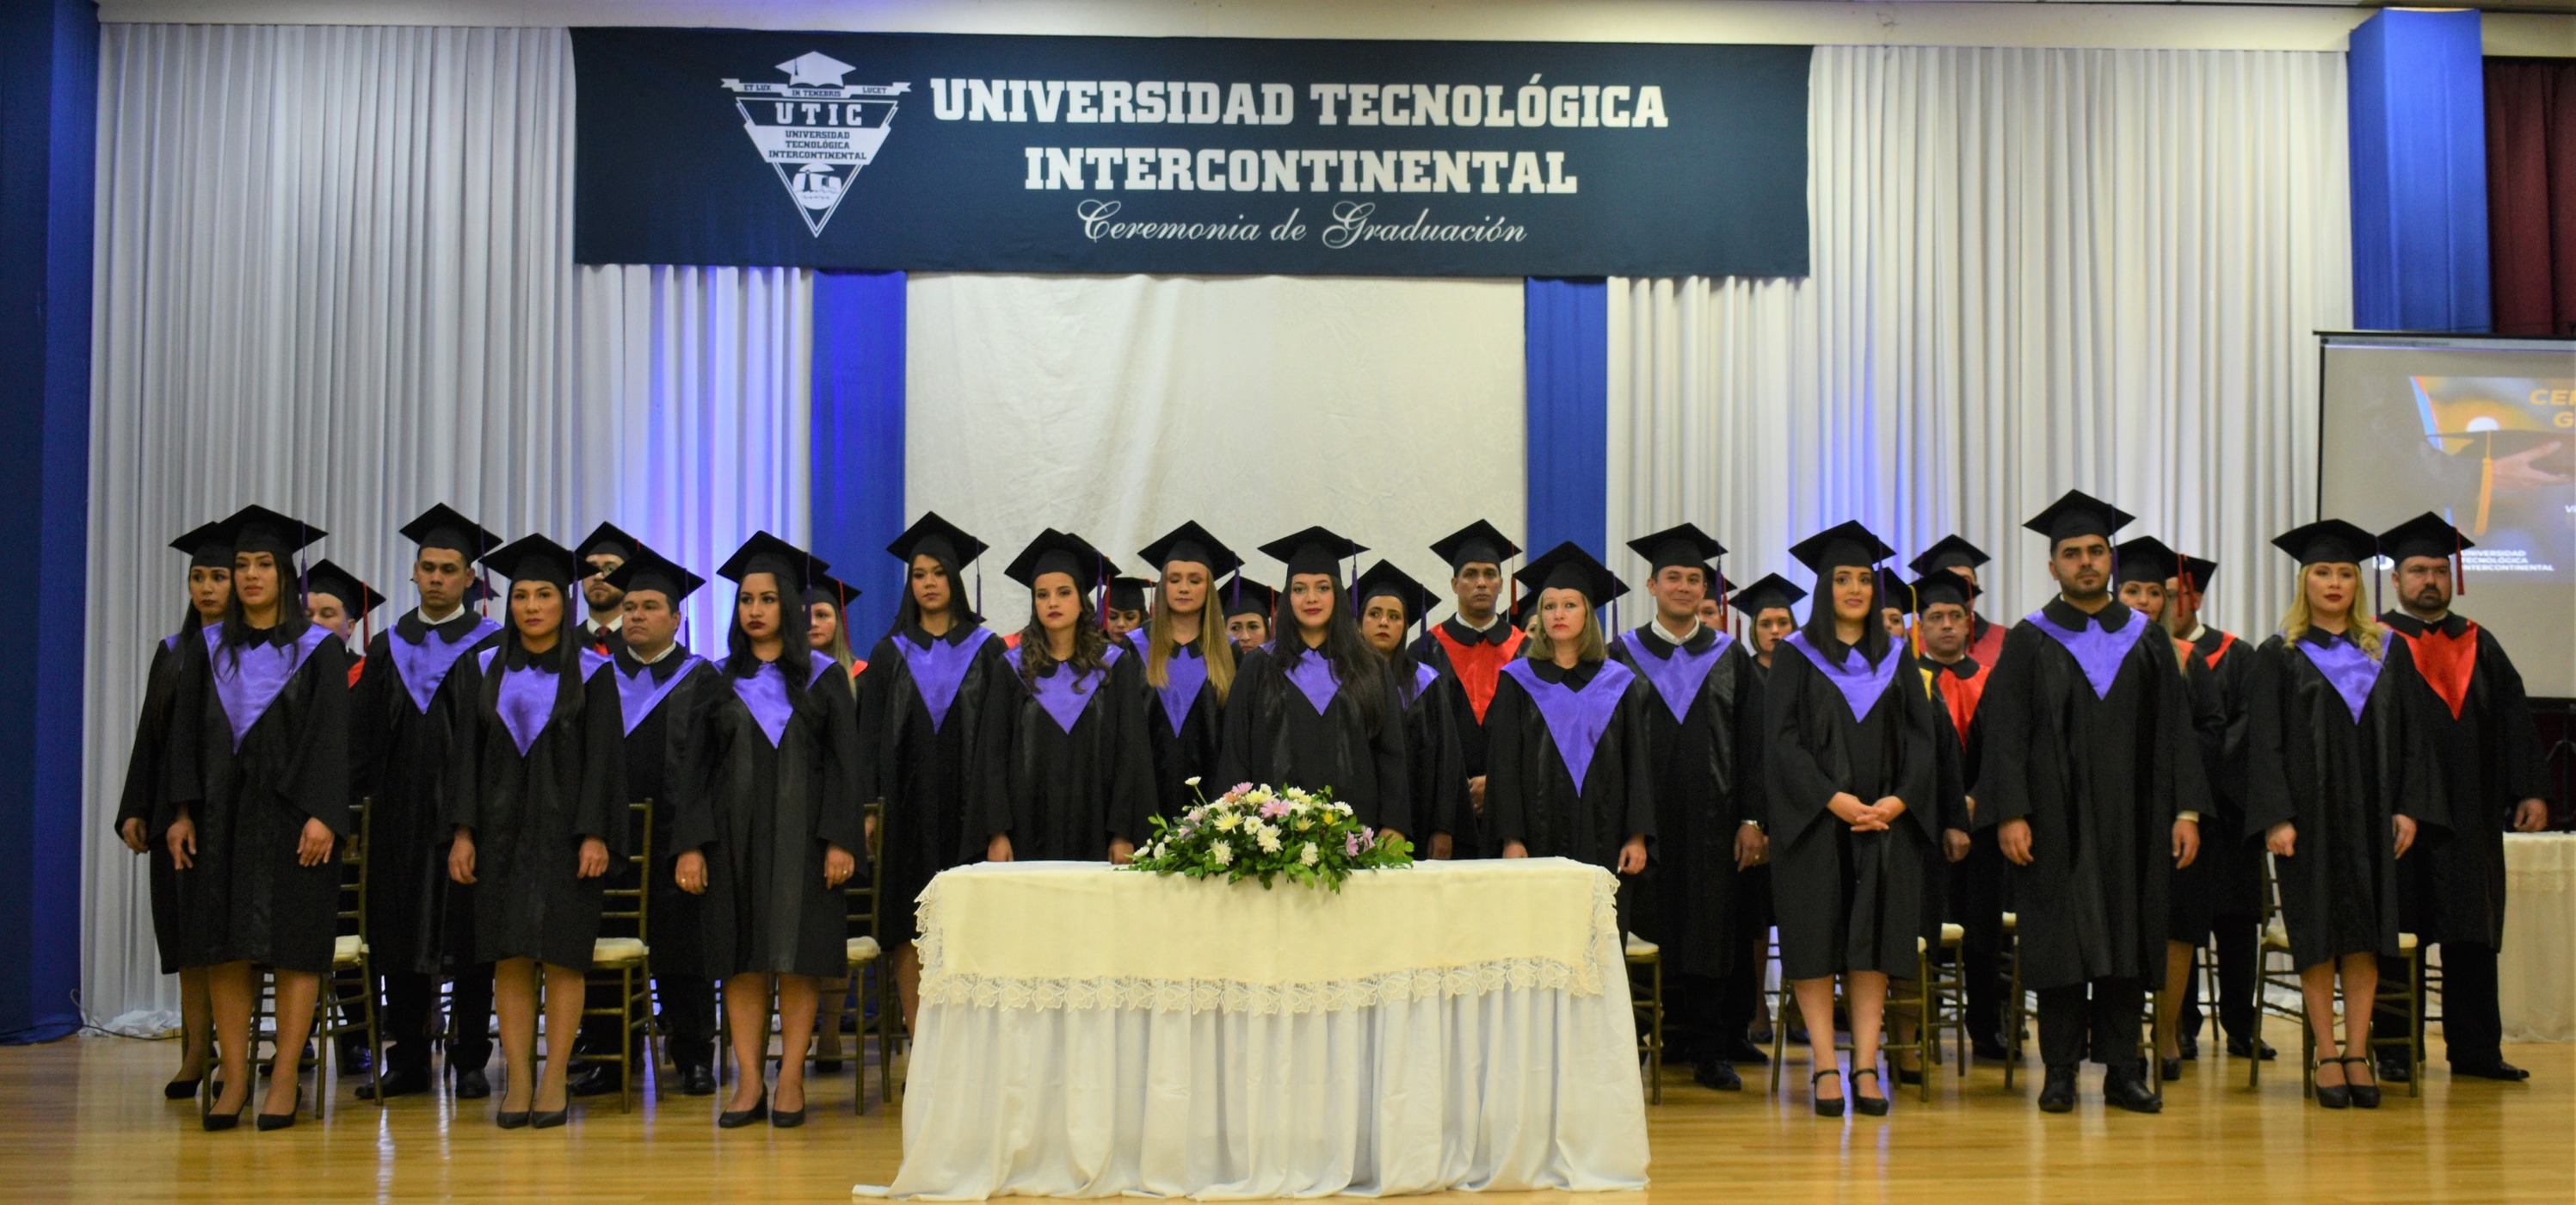 ET LUX IN TENEBRIS LUCET
UTIC
UNIVERSIDAD
TECNOLÓGICA
INTERCONTINENTAL
UNIVERSIDAD TECNOLÓGICA
INTERCONTINENTAL
Ceremonia de Graduación
UNIVERSIDAD
TECNOLÓGICA
INTERCONTINENTAL